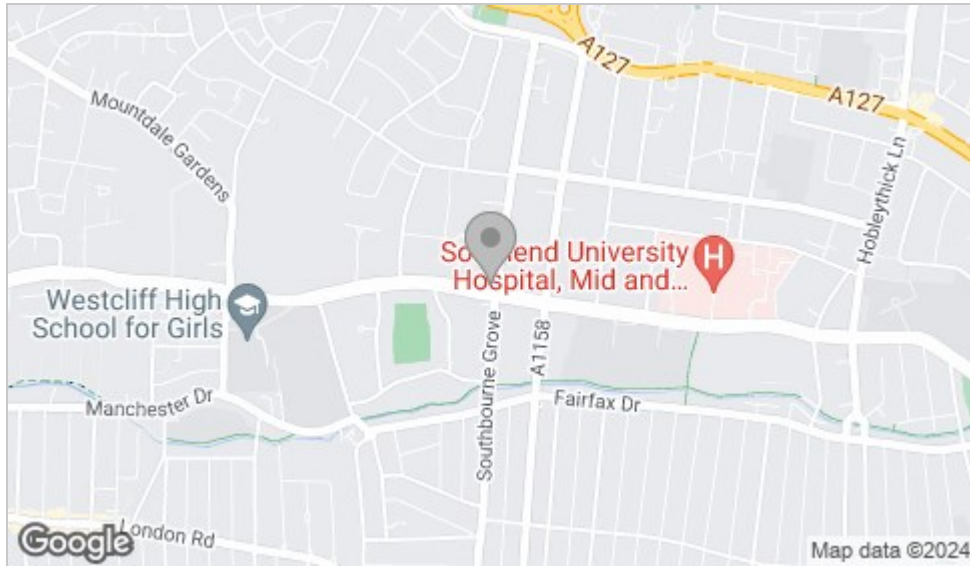 A127
A127
Mountdale Gardens
Hobleythick Ln
Southend University
Hospital, Mid and...
H
Westcliff High
School for Girls
Southbourne Grove
A1158
Manchester Dr
Fairfax Dr
London Rd
Google
Map data ©2024